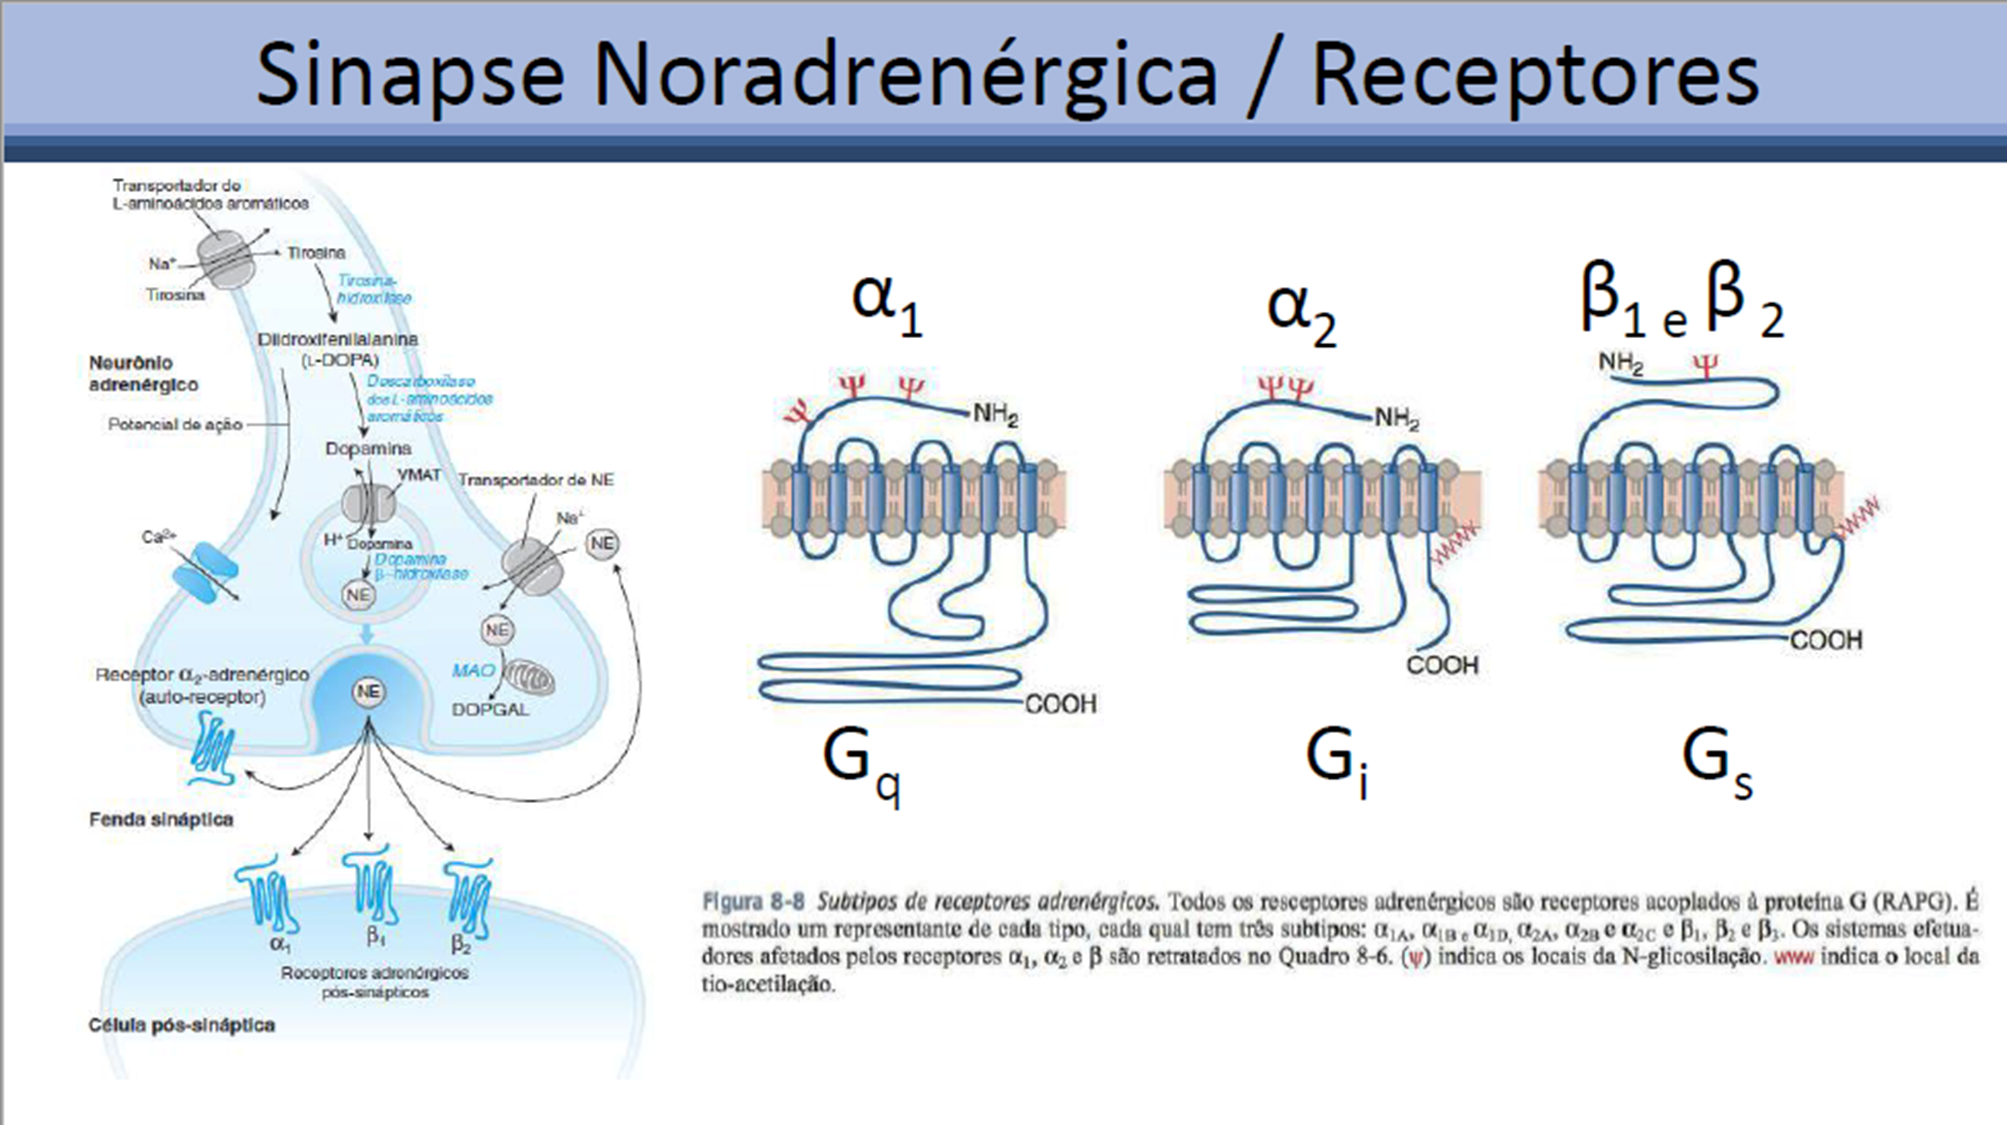 Sinapse Noradrenérgica / Receptores
Transportador de
L-aminoácidos aromáticos
Na⁺
Tirosina
Tirosina
Tirosina-
hidroxilase
Diidroxifenilalanina
(L-DOPA)
Neurônio
adrenérgico
Descarboxilase
dos L-aminoácidos
aromáticos
Potencial de ação
Dopamina
VMAT
Transportador de NE
Na⁺
NE
Ca²⁺
H⁺
Dopamina
Dopamina
β-hidroxilase
NE
NE
MAO
DOPGAL
Receptor α₂-adrenérgico
(auto-receptor)
NE
Fenda sináptica
α₁
β₁
β₂
Receptores adrenérgicos
pós-sinápticos
Célula pós-sináptica
α₁
α₂
β₁ e β ₂
Ψ Ψ Ψ
NH₂
ΨΨ
NH₂
NH₂
Ψ
COOH
COOH
COOH
Gq
Gi
Gs
Figura 8-8 Subtipos de receptores adrenérgicos. Todos os resceptores adrenérgicos são receptores acoplados à proteína G (RAPG). É
mostrado um representante de cada tipo, cada qual tem três subtipos: α1A, α1B e α1D, α2A, α2B e α2C e β₁, β₂ e β₃. Os sistemas efetua-
dores afetados pelos receptores α₁, α₂ e β são retratados no Quadro 8-6. (ψ) indica os locais da N-glicosilação. www indica o local da
tio-acetilação.